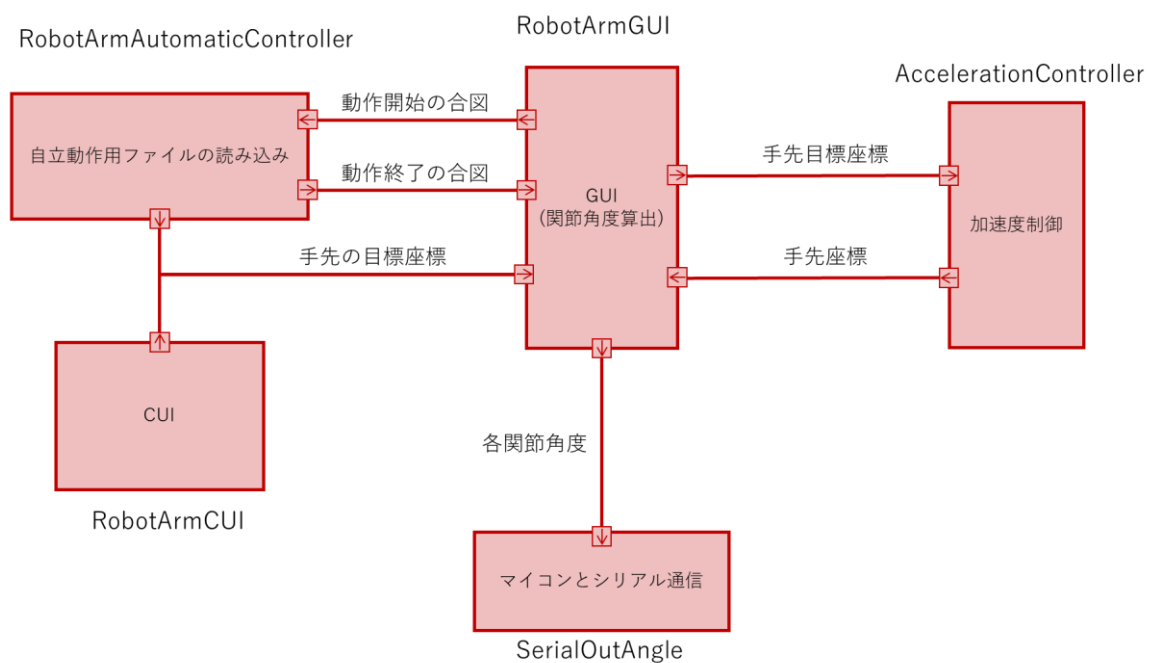 RobotArmGUI
RobotArmAutomaticController
AccelerationController
動作開始の合図
自立動作用ファイルの読み込み
手先目標座標
動作終了の合図
GUI
(関節角度算出)
加速度制御
手先の目標座標
手先座標
CUI
各関節角度
RobotArmCUI
マイコンとシリアル通信
SerialOutAngle